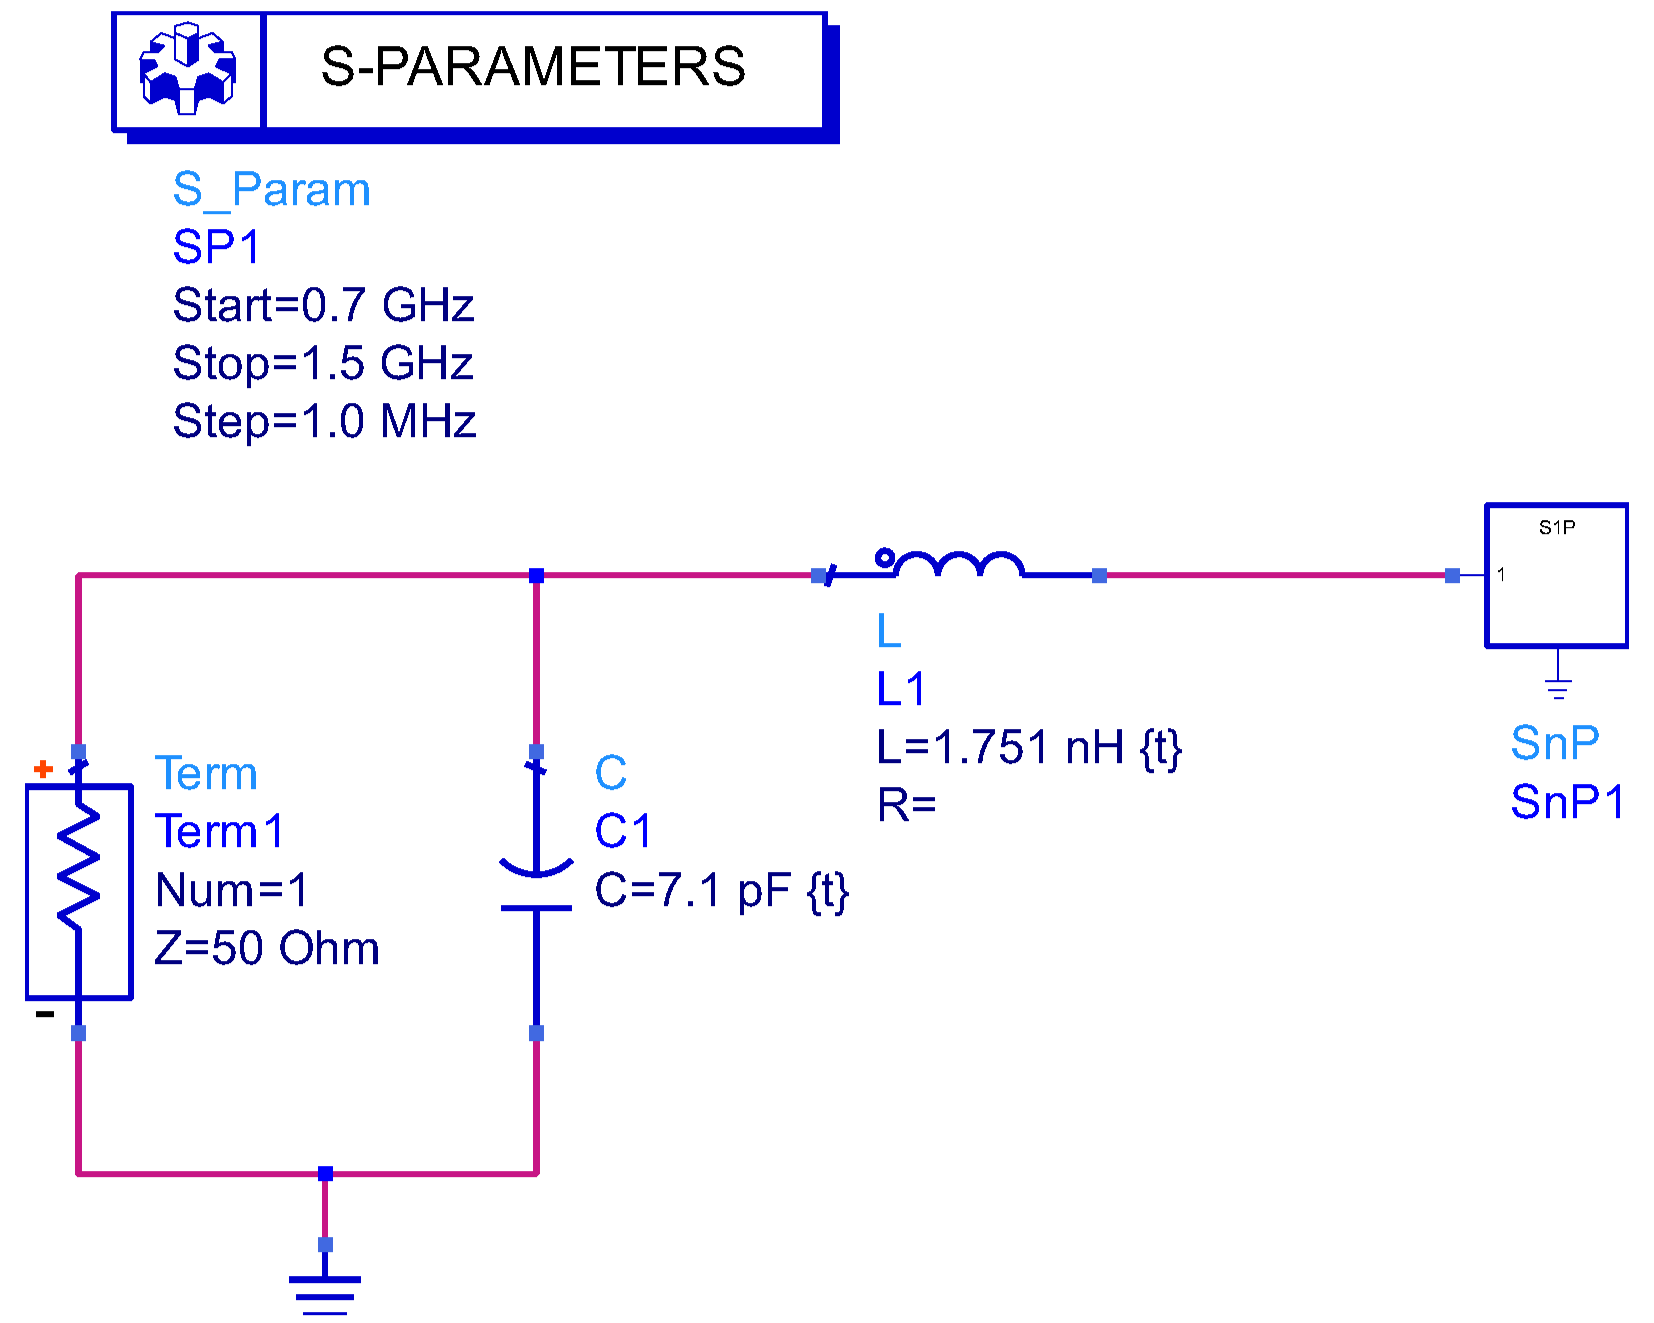 S-PARAMETERS
S_Param
SP1
Start=0.7 GHz
Stop=1.5 GHz
Step=1.0 MHz
+
Term
Term1
Num=1
Z=50 Ohm
-
C
C1
C=7.1 pF {t}
L
L1
L=1.751 nH {t}
R=
S1P
1
SnP
SnP1